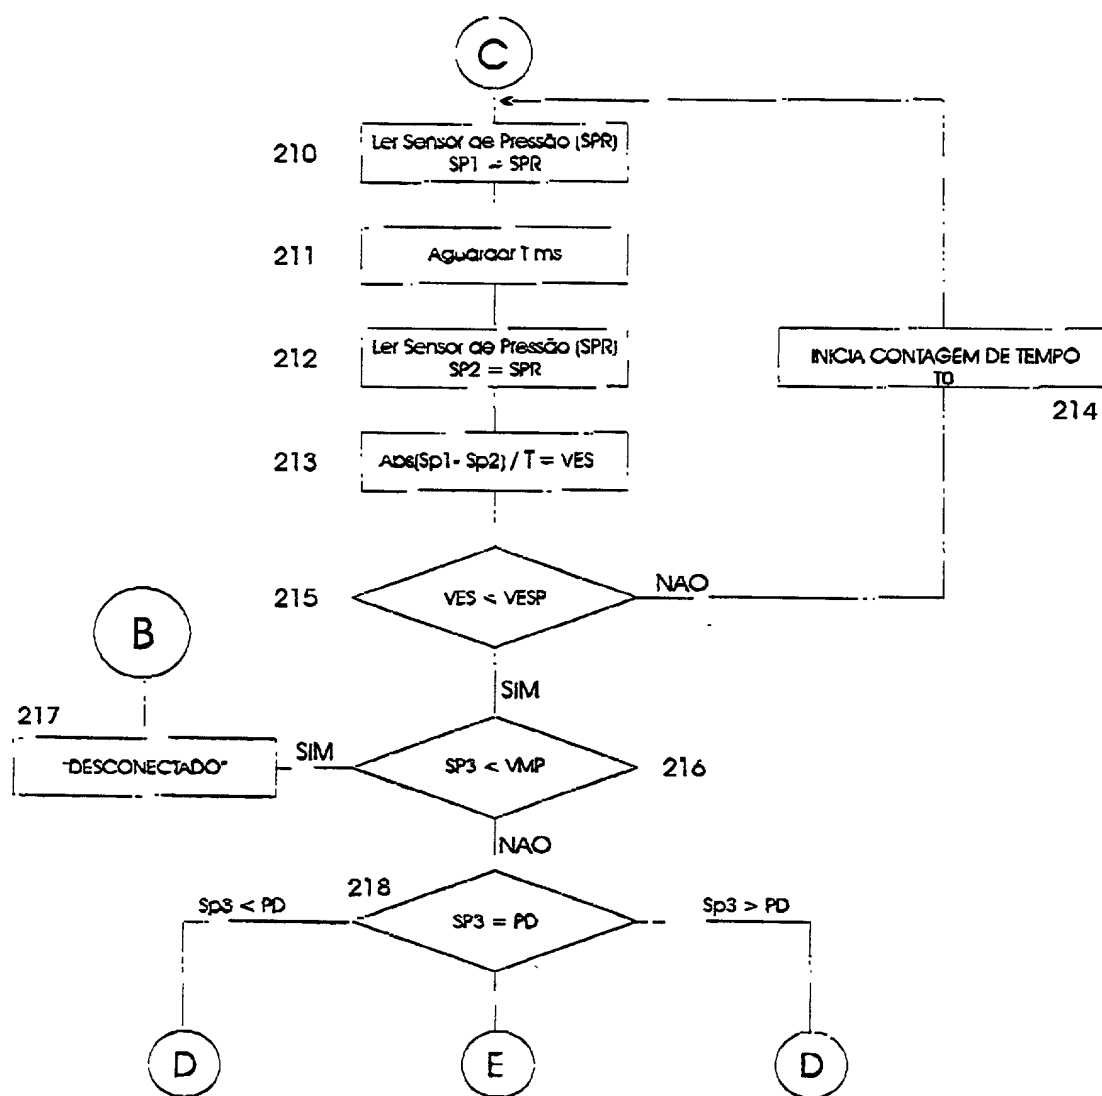 C
210
Ler Sensor de Pressão (SPR)
SP1 = SPR
211
Aguardar T ms
212
Ler Sensor de Pressão (SPR)
SP2 = SPR
INICIA CONTAGEM DE TEMPO
T0
214
213
Abs(Sp1- Sp2) / T = VES
215
VES < VESP
NAO
B
SIM
217
"DESCONECTADO"
SIM
SP3 < VMP
216
NAO
218
Sp3 < PD
SP3 = PD
Sp3 > PD
D
E
D